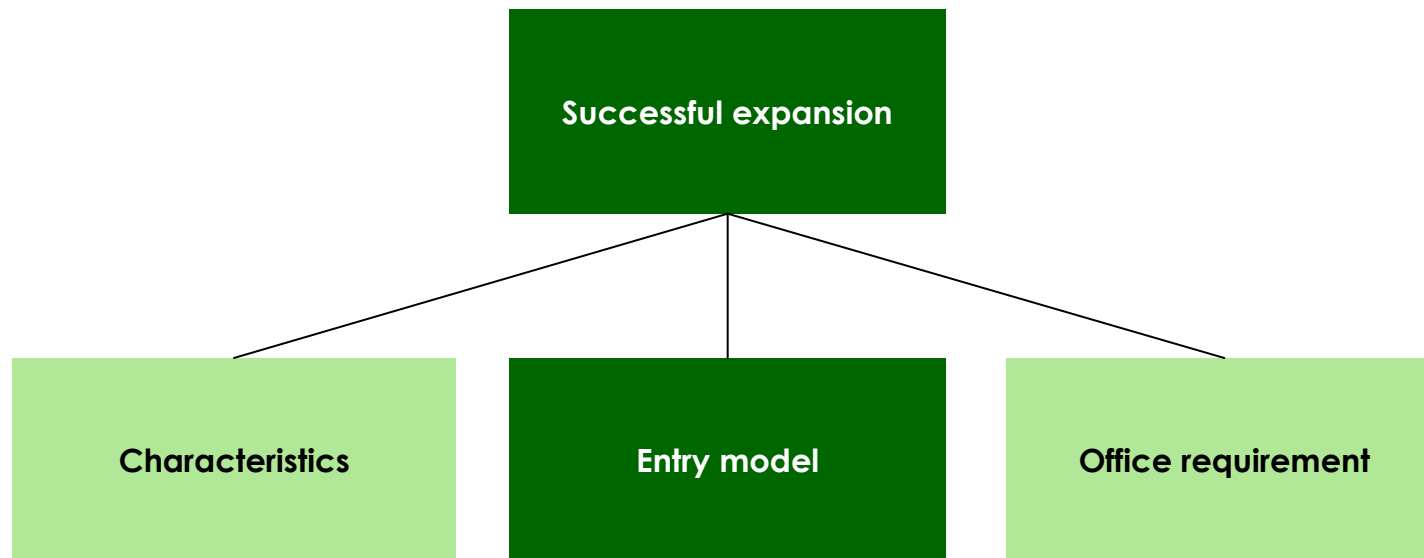 Successful expansion
Characteristics
Entry model
Office requirement